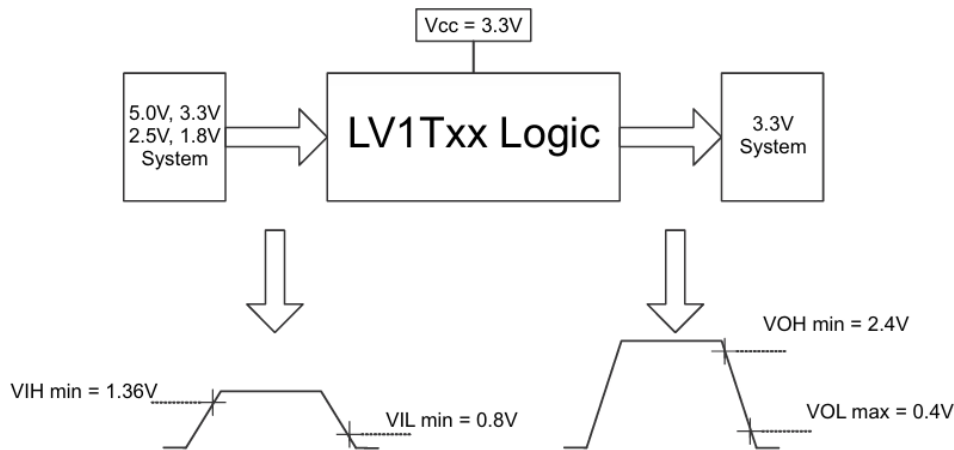 Vcc = 3.3V
5.0V, 3.3V
2.5V, 1.8V
System
LV1Txx Logic
3.3V
System
VOH min = 2.4V
VIH min = 1.36V
VIL min = 0.8V
VOL max = 0.4V